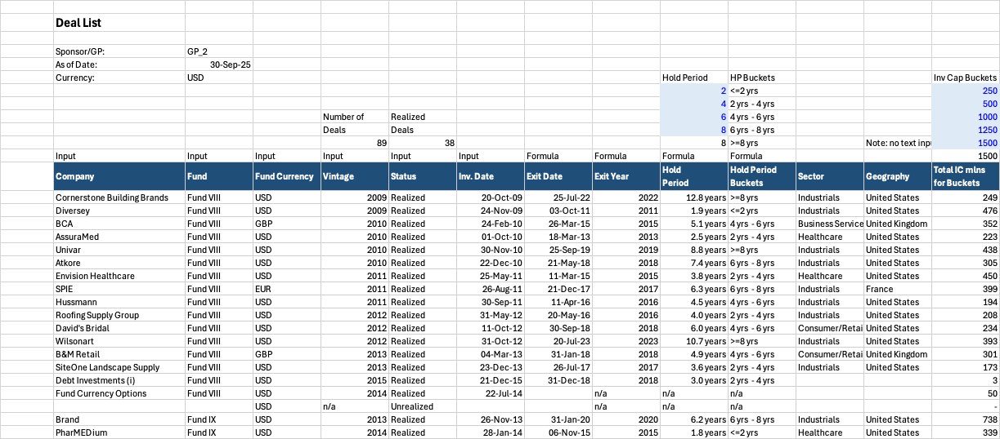 Deal List
Sponsor/GP: GP_2
As of Date: 30-Sep-25
Currency: USD Hold Period HP Buckets Inv Cap Buckets
2 <=2 yrs 250
4 2 yrs - 4 yrs 500
Number of Realized 6 4 yrs - 6 yrs 1000
Deals Deals 8 6 yrs - 8 yrs 1250
89 38 8 >=8 yrs Note: no text inpu 1500
Input Input Input Input Input Input Formula Formula Formula Formula 1500
Company Fund Fund Currency Vintage Status Inv. Date Exit Date Exit Year Hold Period Hold Period Buckets Sector Geography Total IC mlns for Buckets
Cornerstone Building Brands Fund VIII USD 2009 Realized 20-Oct-09 25-Jul-22 2022 12.8 years >=8 yrs Industrials United States 249
Diversey Fund VIII USD 2009 Realized 24-Nov-09 03-Oct-11 2011 1.9 years <=2 yrs Industrials United States 476
BCA Fund VIII GBP 2010 Realized 24-Feb-10 26-Mar-15 2015 5.1 years 4 yrs - 6 yrs Business Service United Kingdom 352
AssuraMed Fund VIII USD 2010 Realized 01-Oct-10 18-Mar-13 2013 2.5 years 2 yrs - 4 yrs Healthcare United States 223
Univar Fund VIII USD 2010 Realized 30-Nov-10 25-Sep-19 2019 8.8 years >=8 yrs Industrials United States 438
Atkore Fund VIII USD 2010 Realized 22-Dec-10 21-May-18 2018 7.4 years 6 yrs - 8 yrs Industrials United States 305
Envision Healthcare Fund VIII USD 2011 Realized 25-May-11 11-Mar-15 2015 3.8 years 2 yrs - 4 yrs Healthcare United States 450
SPIE Fund VIII EUR 2011 Realized 26-Aug-11 21-Dec-17 2017 6.3 years 6 yrs - 8 yrs Industrials France 399
Hussmann Fund VIII USD 2011 Realized 30-Sep-11 11-Apr-16 2016 4.5 years 4 yrs - 6 yrs Industrials United States 194
Roofing Supply Group Fund VIII USD 2012 Realized 31-May-12 20-May-16 2016 4.0 years 2 yrs - 4 yrs Industrials United States 208
David's Bridal Fund VIII USD 2012 Realized 11-Oct-12 30-Sep-18 2018 6.0 years 4 yrs - 6 yrs Consumer/Retai United States 234
Wilsonart Fund VIII USD 2012 Realized 31-Oct-12 20-Jul-23 2023 10.7 years >=8 yrs Industrials United States 393
B&M Retail Fund VIII GBP 2013 Realized 04-Mar-13 31-Jan-18 2018 4.9 years 4 yrs - 6 yrs Consumer/Retai United Kingdom 301
SiteOne Landscape Supply Fund VIII USD 2013 Realized 23-Dec-13 26-Jul-17 2017 3.6 years 2 yrs - 4 yrs Industrials United States 173
Debt Investments (i) Fund VIII USD 2015 Realized 21-Dec-15 31-Dec-18 2018 3.0 years 2 yrs - 4 yrs 3
Fund Currency Options Fund VIII USD 2014 Realized 22-Jul-14 n/a n/a n/a 50
USD n/a Unrealized n/a n/a n/a -
Brand Fund IX USD 2013 Realized 26-Nov-13 31-Jan-20 2020 6.2 years 6 yrs - 8 yrs Industrials United States 738
PharMEDium Fund IX USD 2014 Realized 28-Jan-14 06-Nov-15 2015 1.8 years <=2 yrs Healthcare United States 339